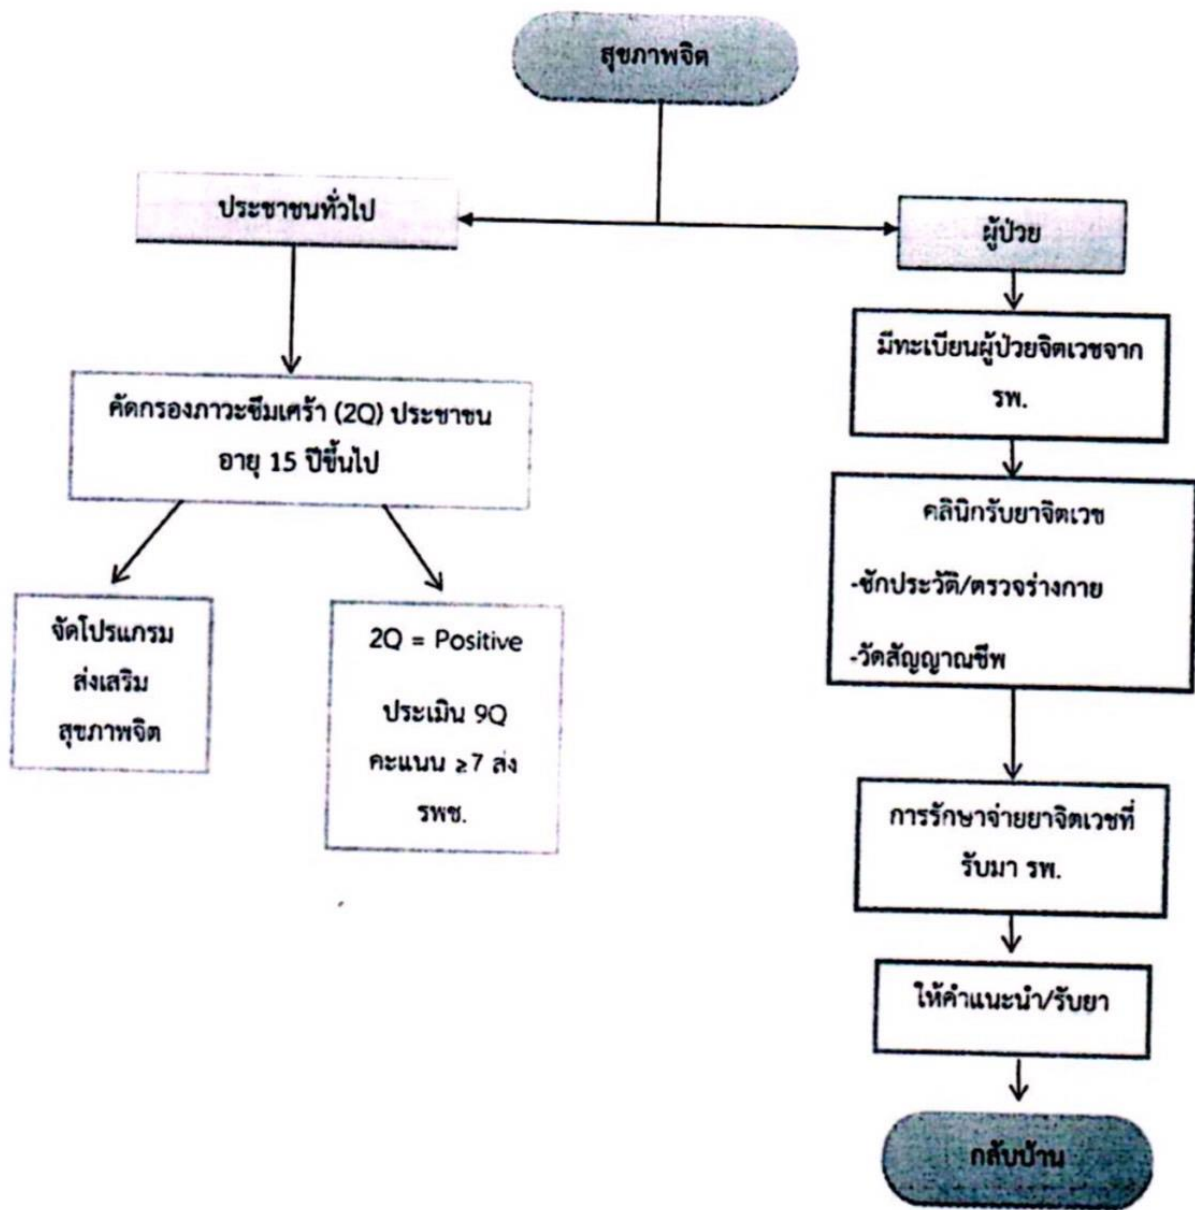 สุขภาพจิต
ประชาชนทั่วไป
ผู้ป่วย
คัดกรองภาวะซึมเศร้า (2Q) ประชาชน
อายุ 15 ปีขึ้นไป
จัดโปรแกรม
ส่งเสริม
สุขภาพจิต
2Q = Positive
ประเมิน 9Q
คะแนน ≥7 ส่ง
รพช.
มีทะเบียนผู้ป่วยจิตเวชจาก
รพ.
คลินิกรับยาจิตเวช
-ซักประวัติ/ตรวจร่างกาย
-วัดสัญญาณชีพ
การรักษาจ่ายยาจิตเวชที่
รับมา รพ.
ให้คำแนะนำ/รับยา
กลับบ้าน